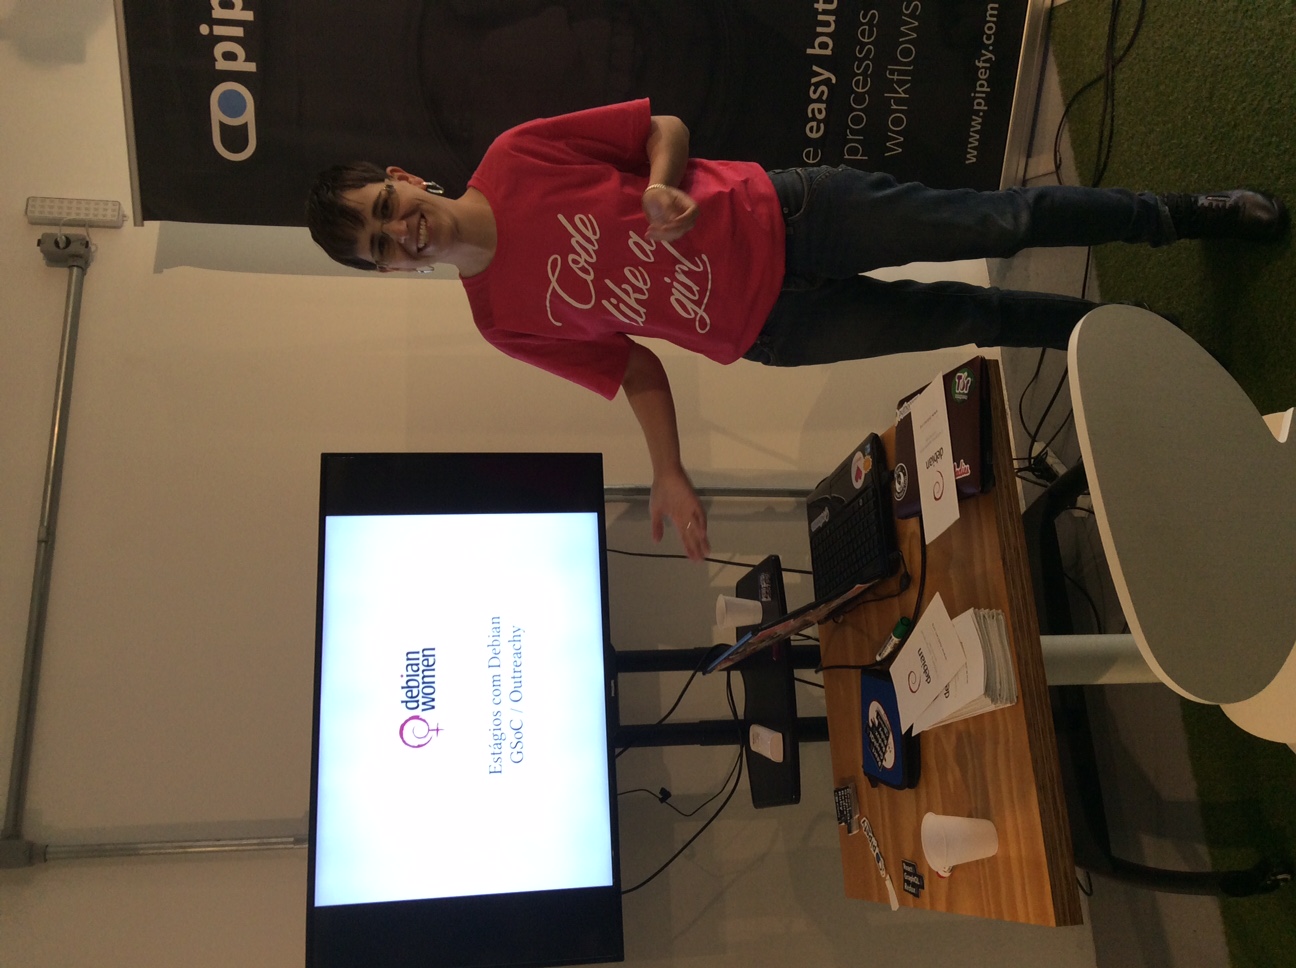 pip
debian
women
Estágios com Debian
GSoC / Outreachy
Code
like a
girl
e easy but
processes
workflows
www.pipefy.com
debian
debian